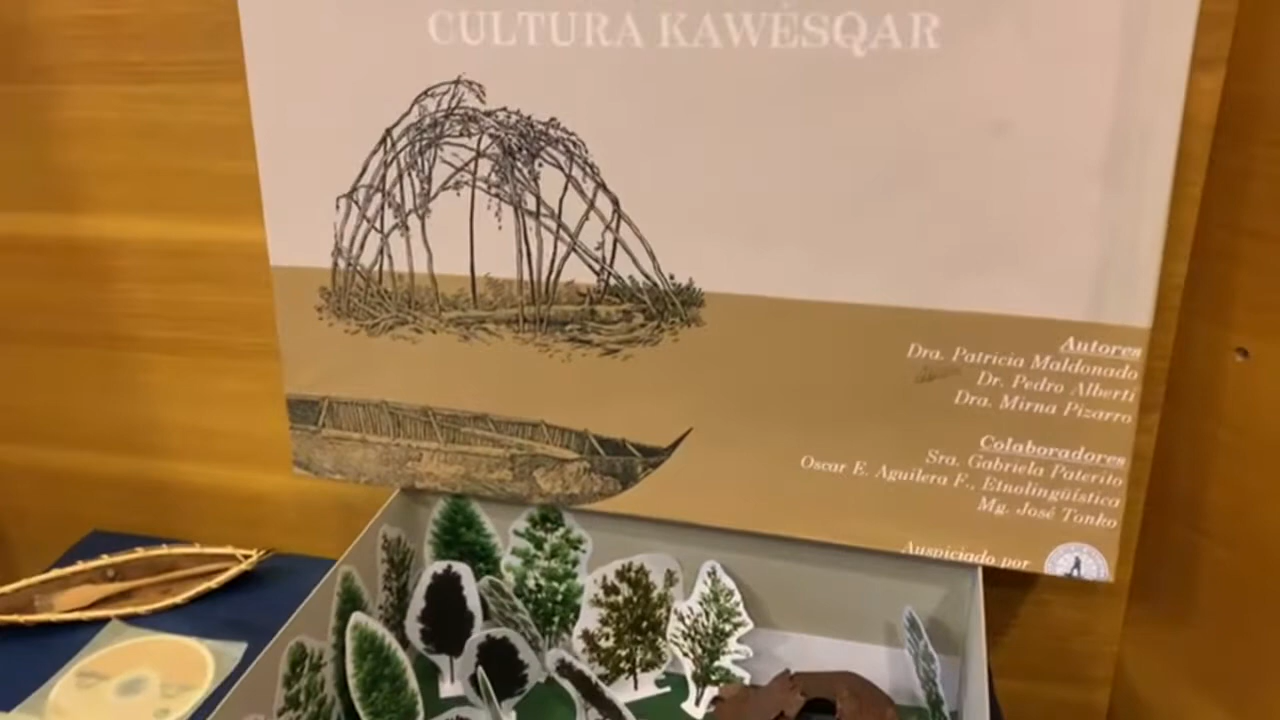 CULTURA KAWÉSQAR
Autores
Dra. Patricia Maldonado
Dr. Pedro Alberti
Dra. Mirna Pizarro
Colaboradores
Sra. Gabriela Paterito
Oscar E. Aguilera F., Etnolingüística
Mg. José Tonko
Auspiciado por